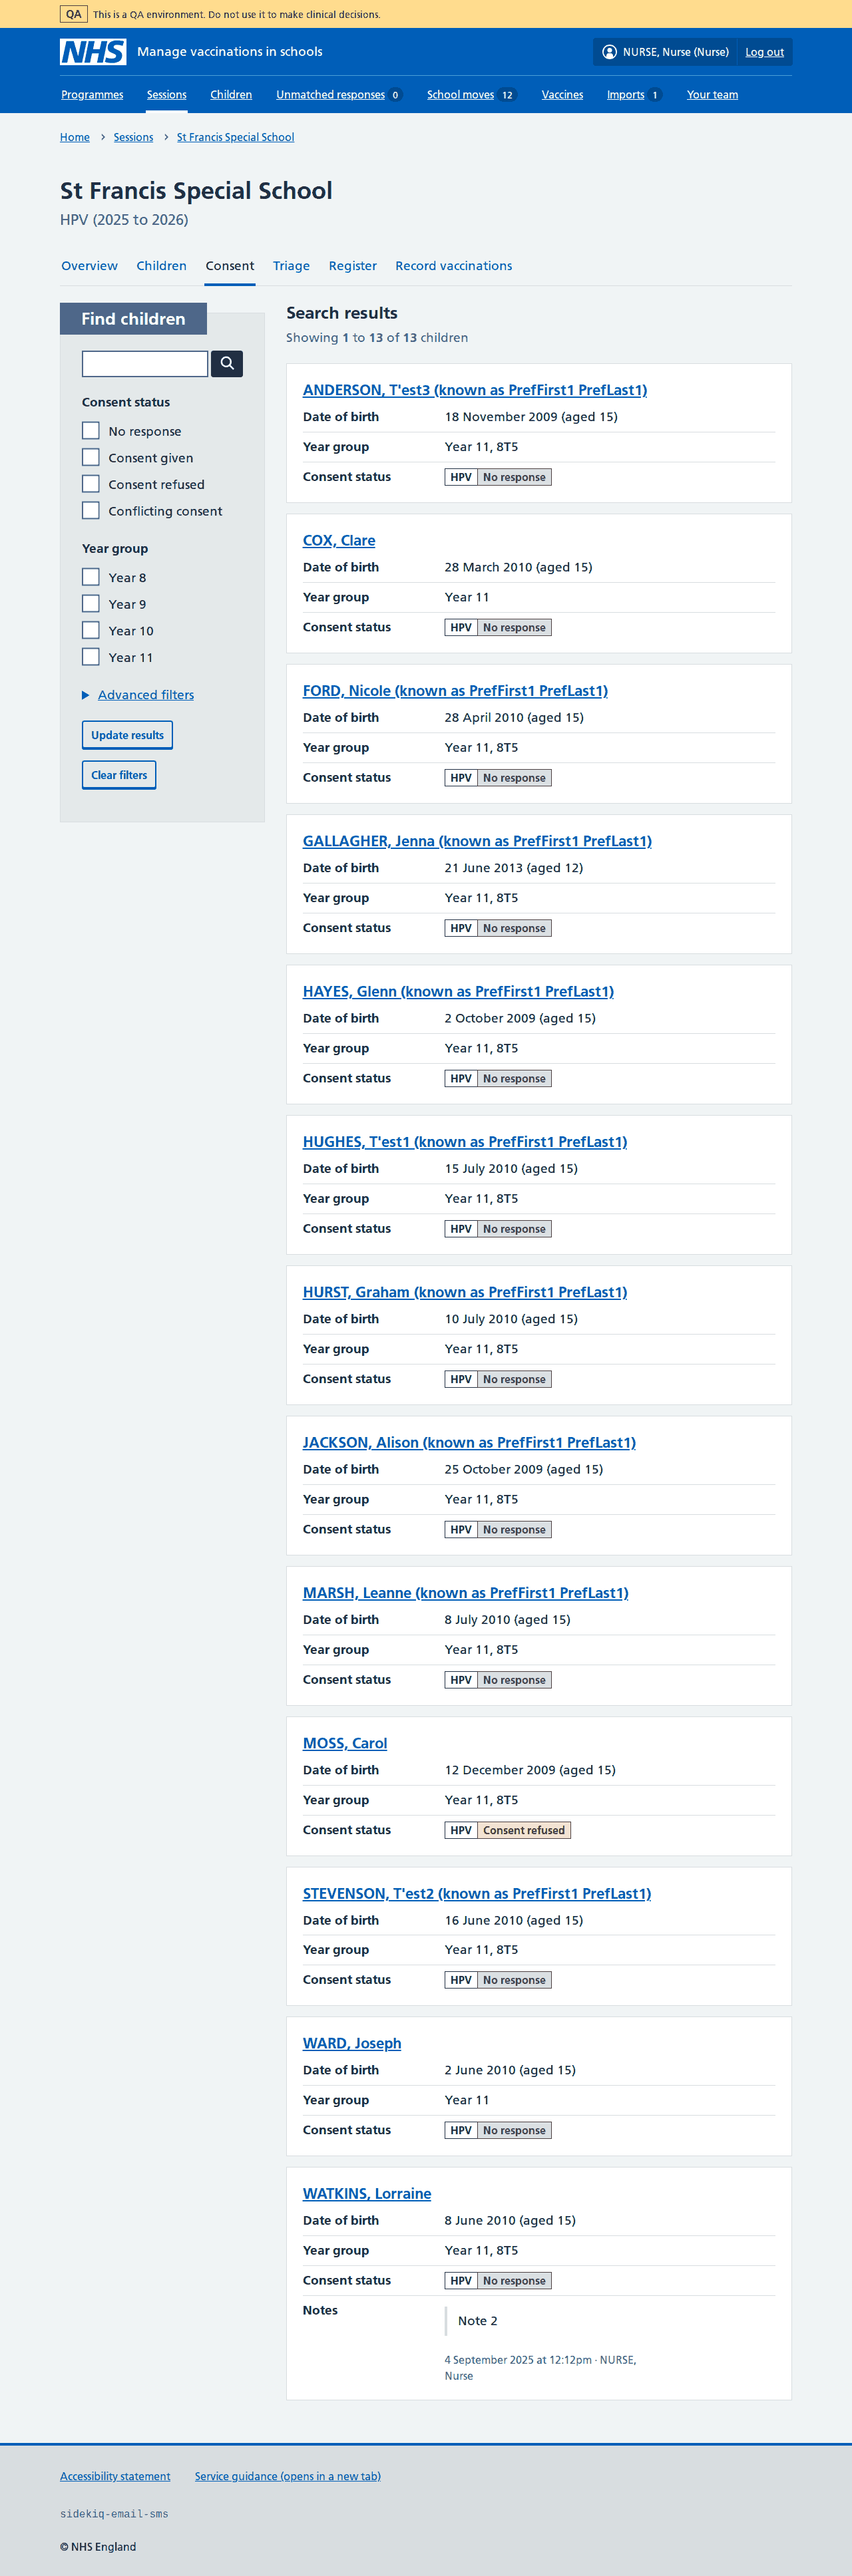 QA This is a QA environment. Do not use it to make clinical decisions.
NHS Manage vaccinations in schools NURSE, Nurse (Nurse) Log out
Programmes Sessions Children Unmatched responses 0 School moves 12 Vaccines Imports 1 Your team
Home Sessions St Francis Special School
St Francis Special School
HPV (2025 to 2026)
Overview Children Consent Triage Register Record vaccinations
Find children
Consent status
No response
Consent given
Consent refused
Conflicting consent
Year group
Year 8
Year 9
Year 10
Year 11
Advanced filters
Update results
Clear filters
Search results
Showing 1 to 13 of 13 children
ANDERSON, T'est3 (known as PrefFirst1 PrefLast1)
Date of birth 18 November 2009 (aged 15)
Year group Year 11, 8T5
Consent status HPV No response
COX, Clare
Date of birth 28 March 2010 (aged 15)
Year group Year 11
Consent status HPV No response
FORD, Nicole (known as PrefFirst1 PrefLast1)
Date of birth 28 April 2010 (aged 15)
Year group Year 11, 8T5
Consent status HPV No response
GALLAGHER, Jenna (known as PrefFirst1 PrefLast1)
Date of birth 21 June 2013 (aged 12)
Year group Year 11, 8T5
Consent status HPV No response
HAYES, Glenn (known as PrefFirst1 PrefLast1)
Date of birth 2 October 2009 (aged 15)
Year group Year 11, 8T5
Consent status HPV No response
HUGHES, T'est1 (known as PrefFirst1 PrefLast1)
Date of birth 15 July 2010 (aged 15)
Year group Year 11, 8T5
Consent status HPV No response
HURST, Graham (known as PrefFirst1 PrefLast1)
Date of birth 10 July 2010 (aged 15)
Year group Year 11, 8T5
Consent status HPV No response
JACKSON, Alison (known as PrefFirst1 PrefLast1)
Date of birth 25 October 2009 (aged 15)
Year group Year 11, 8T5
Consent status HPV No response
MARSH, Leanne (known as PrefFirst1 PrefLast1)
Date of birth 8 July 2010 (aged 15)
Year group Year 11, 8T5
Consent status HPV No response
MOSS, Carol
Date of birth 12 December 2009 (aged 15)
Year group Year 11, 8T5
Consent status HPV Consent refused
STEVENSON, T'est2 (known as PrefFirst1 PrefLast1)
Date of birth 16 June 2010 (aged 15)
Year group Year 11, 8T5
Consent status HPV No response
WARD, Joseph
Date of birth 2 June 2010 (aged 15)
Year group Year 11
Consent status HPV No response
WATKINS, Lorraine
Date of birth 8 June 2010 (aged 15)
Year group Year 11, 8T5
Consent status HPV No response
Notes Note 2
4 September 2025 at 12:12pm · NURSE,
Nurse
Accessibility statement Service guidance (opens in a new tab)
sidekiq-email-sms
© NHS England